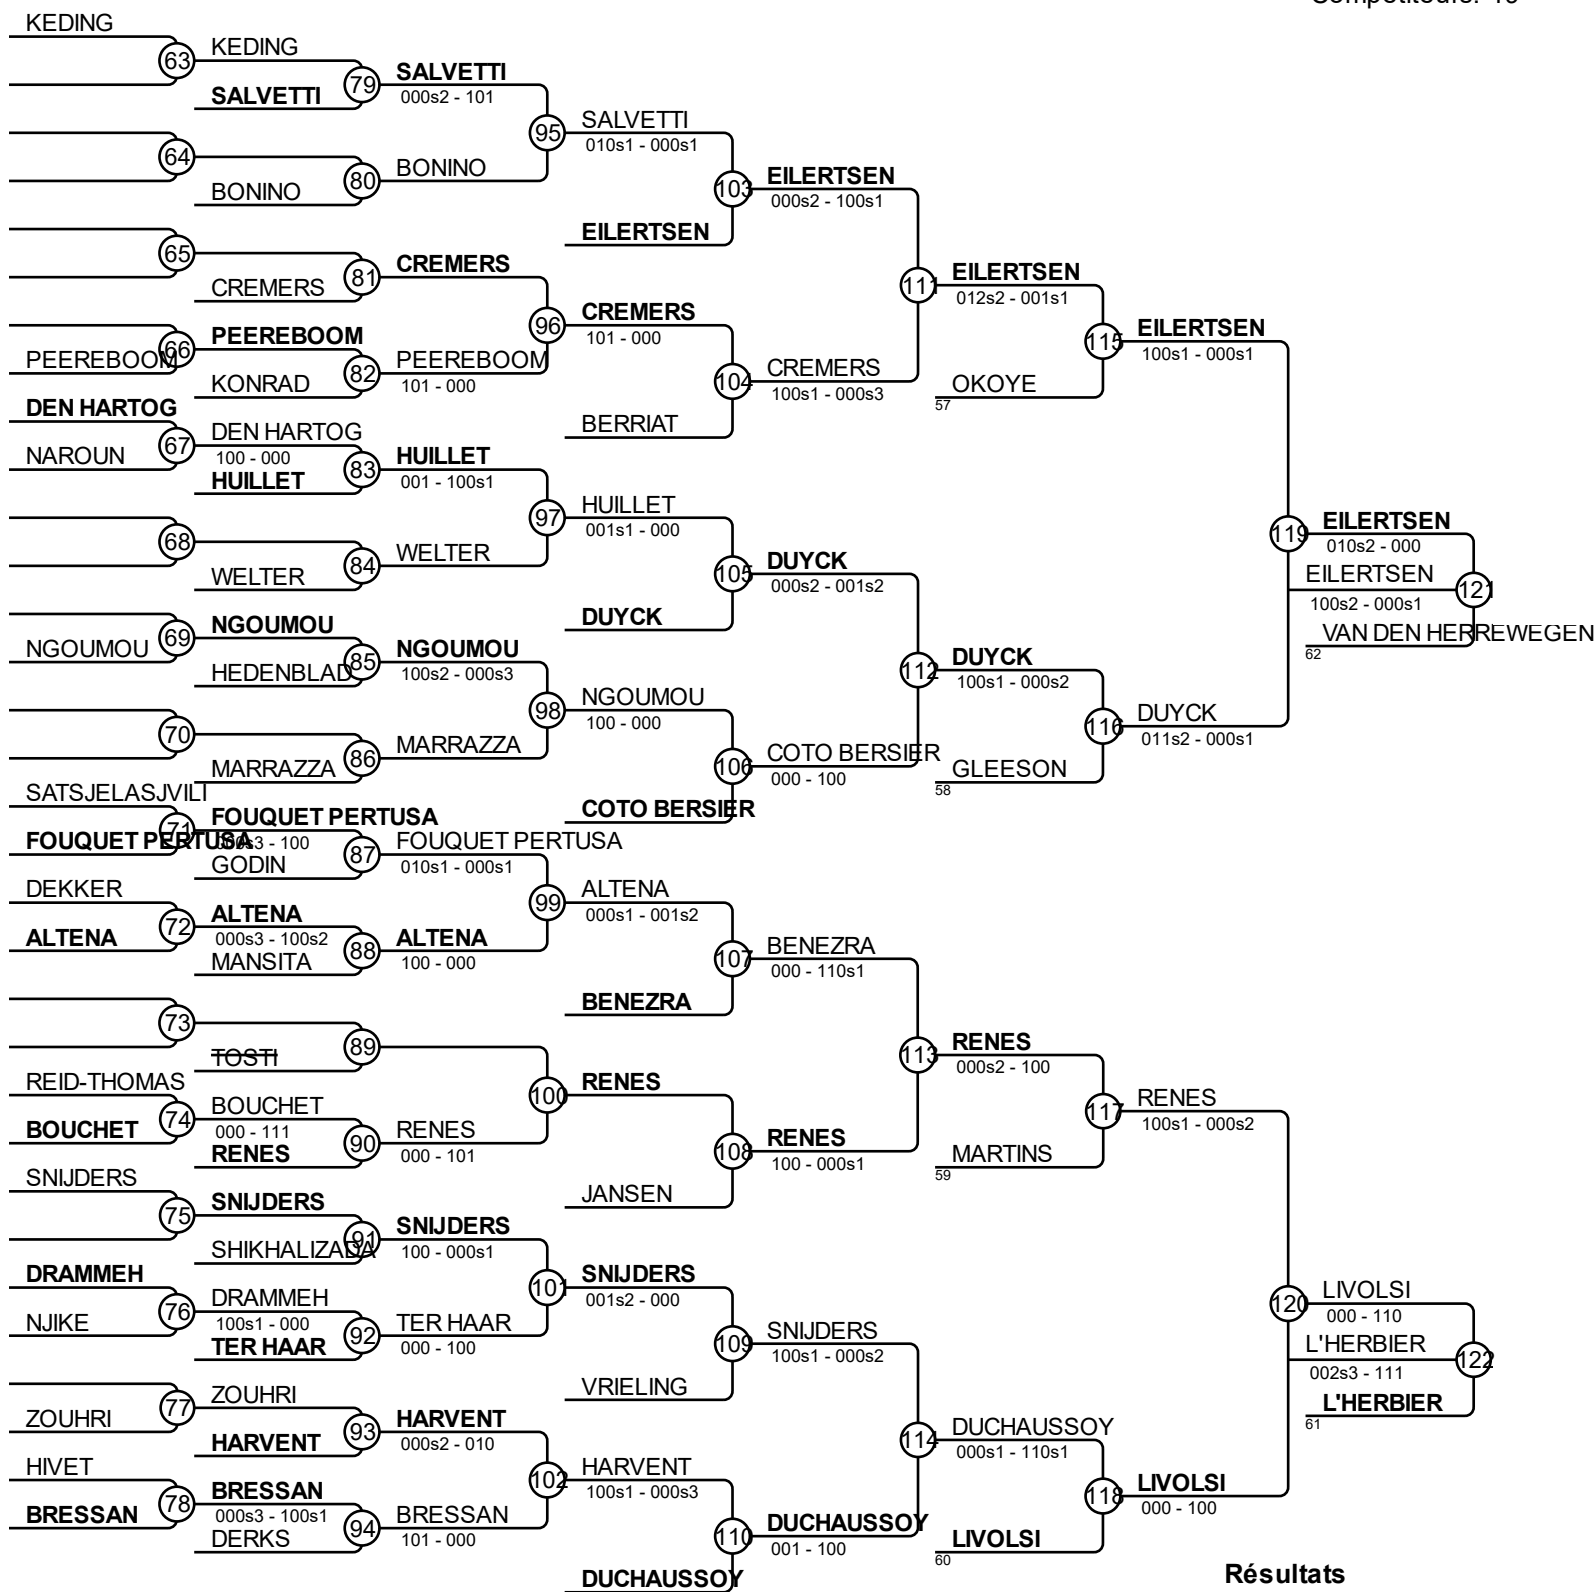 KEDING
63
KEDING
SALVETTI
79
SALVETTI
000s2 - 101
95
SALVETTI
010s1 - 000s1
64
BONINO
80
BONINO
103
EILERTSEN
000s2 - 100s1
EILERTSEN
65
CREMERS
81
CREMERS
111
EILERTSEN
012s2 - 001s1
PEEREBOOM
66
PEEREBOOM
KONRAD
82
PEEREBOOM
101 - 000
96
CREMERS
101 - 000
104
CREMERS
100s1 - 000s3
BERRIAT
OKOYE
57
115
EILERTSEN
100s1 - 000s1
DEN HARTOG
NAROUN
67
DEN HARTOG
100 - 000
HUILLET
83
HUILLET
001 - 100s1
97
HUILLET
001s1 - 000
68
WELTER
84
WELTER
105
DUYCK
000s2 - 001s2
DUYCK
119
EILERTSEN
010s2 - 000
EILERTSEN
100s2 - 000s1
121
VAN DEN HERREWEGEN
62
NGOUMOU
69
NGOUMOU
HEDENBLAD
85
NGOUMOU
100s2 - 000s3
98
NGOUMOU
100 - 000
112
DUYCK
100s1 - 000s2
116
DUYCK
011s2 - 000s1
70
MARRAZZA
86
MARRAZZA
106
COTO BERSIER
000 - 100
COTO BERSIER
GLEESON
58
SATSJELASJVILI
FOUQUET PERTUSA
71
FOUQUET PERTUSA
000s3 - 100
GODIN
87
FOUQUET PERTUSA
010s1 - 000s1
DEKKER
ALTENA
72
ALTENA
000s3 - 100s2
MANSITA
88
ALTENA
100 - 000
99
ALTENA
000s1 - 001s2
107
BENEZRA
000 - 110s1
BENEZRA
73
TOSTI
89
113
RENES
000s2 - 100
REID-THOMAS
BOUCHET
74
BOUCHET
000 - 111
RENES
90
RENES
000 - 101
100
RENES
108
RENES
100 - 000s1
JANSEN
MARTINS
59
117
RENES
100s1 - 000s2
SNIJDERS
75
SNIJDERS
SHIKHALIZADA
91
SNIJDERS
100 - 000s1
101
SNIJDERS
001s2 - 000
DRAMMEH
NJIKE
76
DRAMMEH
100s1 - 000
TER HAAR
92
TER HAAR
000 - 100
109
SNIJDERS
100s1 - 000s2
VRIELING
120
LIVOLSI
000 - 110
L'HERBIER
002s3 - 111
122
L'HERBIER
61
ZOUHRI
77
ZOUHRI
HARVENT
93
HARVENT
000s2 - 010
102
HARVENT
100s1 - 000s3
114
DUCHAUSSOY
000s1 - 110s1
118
LIVOLSI
000 - 100
HIVET
BRESSAN
78
BRESSAN
000s3 - 100s1
DERKS
94
BRESSAN
101 - 000
110
DUCHAUSSOY
001 - 100
DUCHAUSSOY
LIVOLSI
60
Résultats